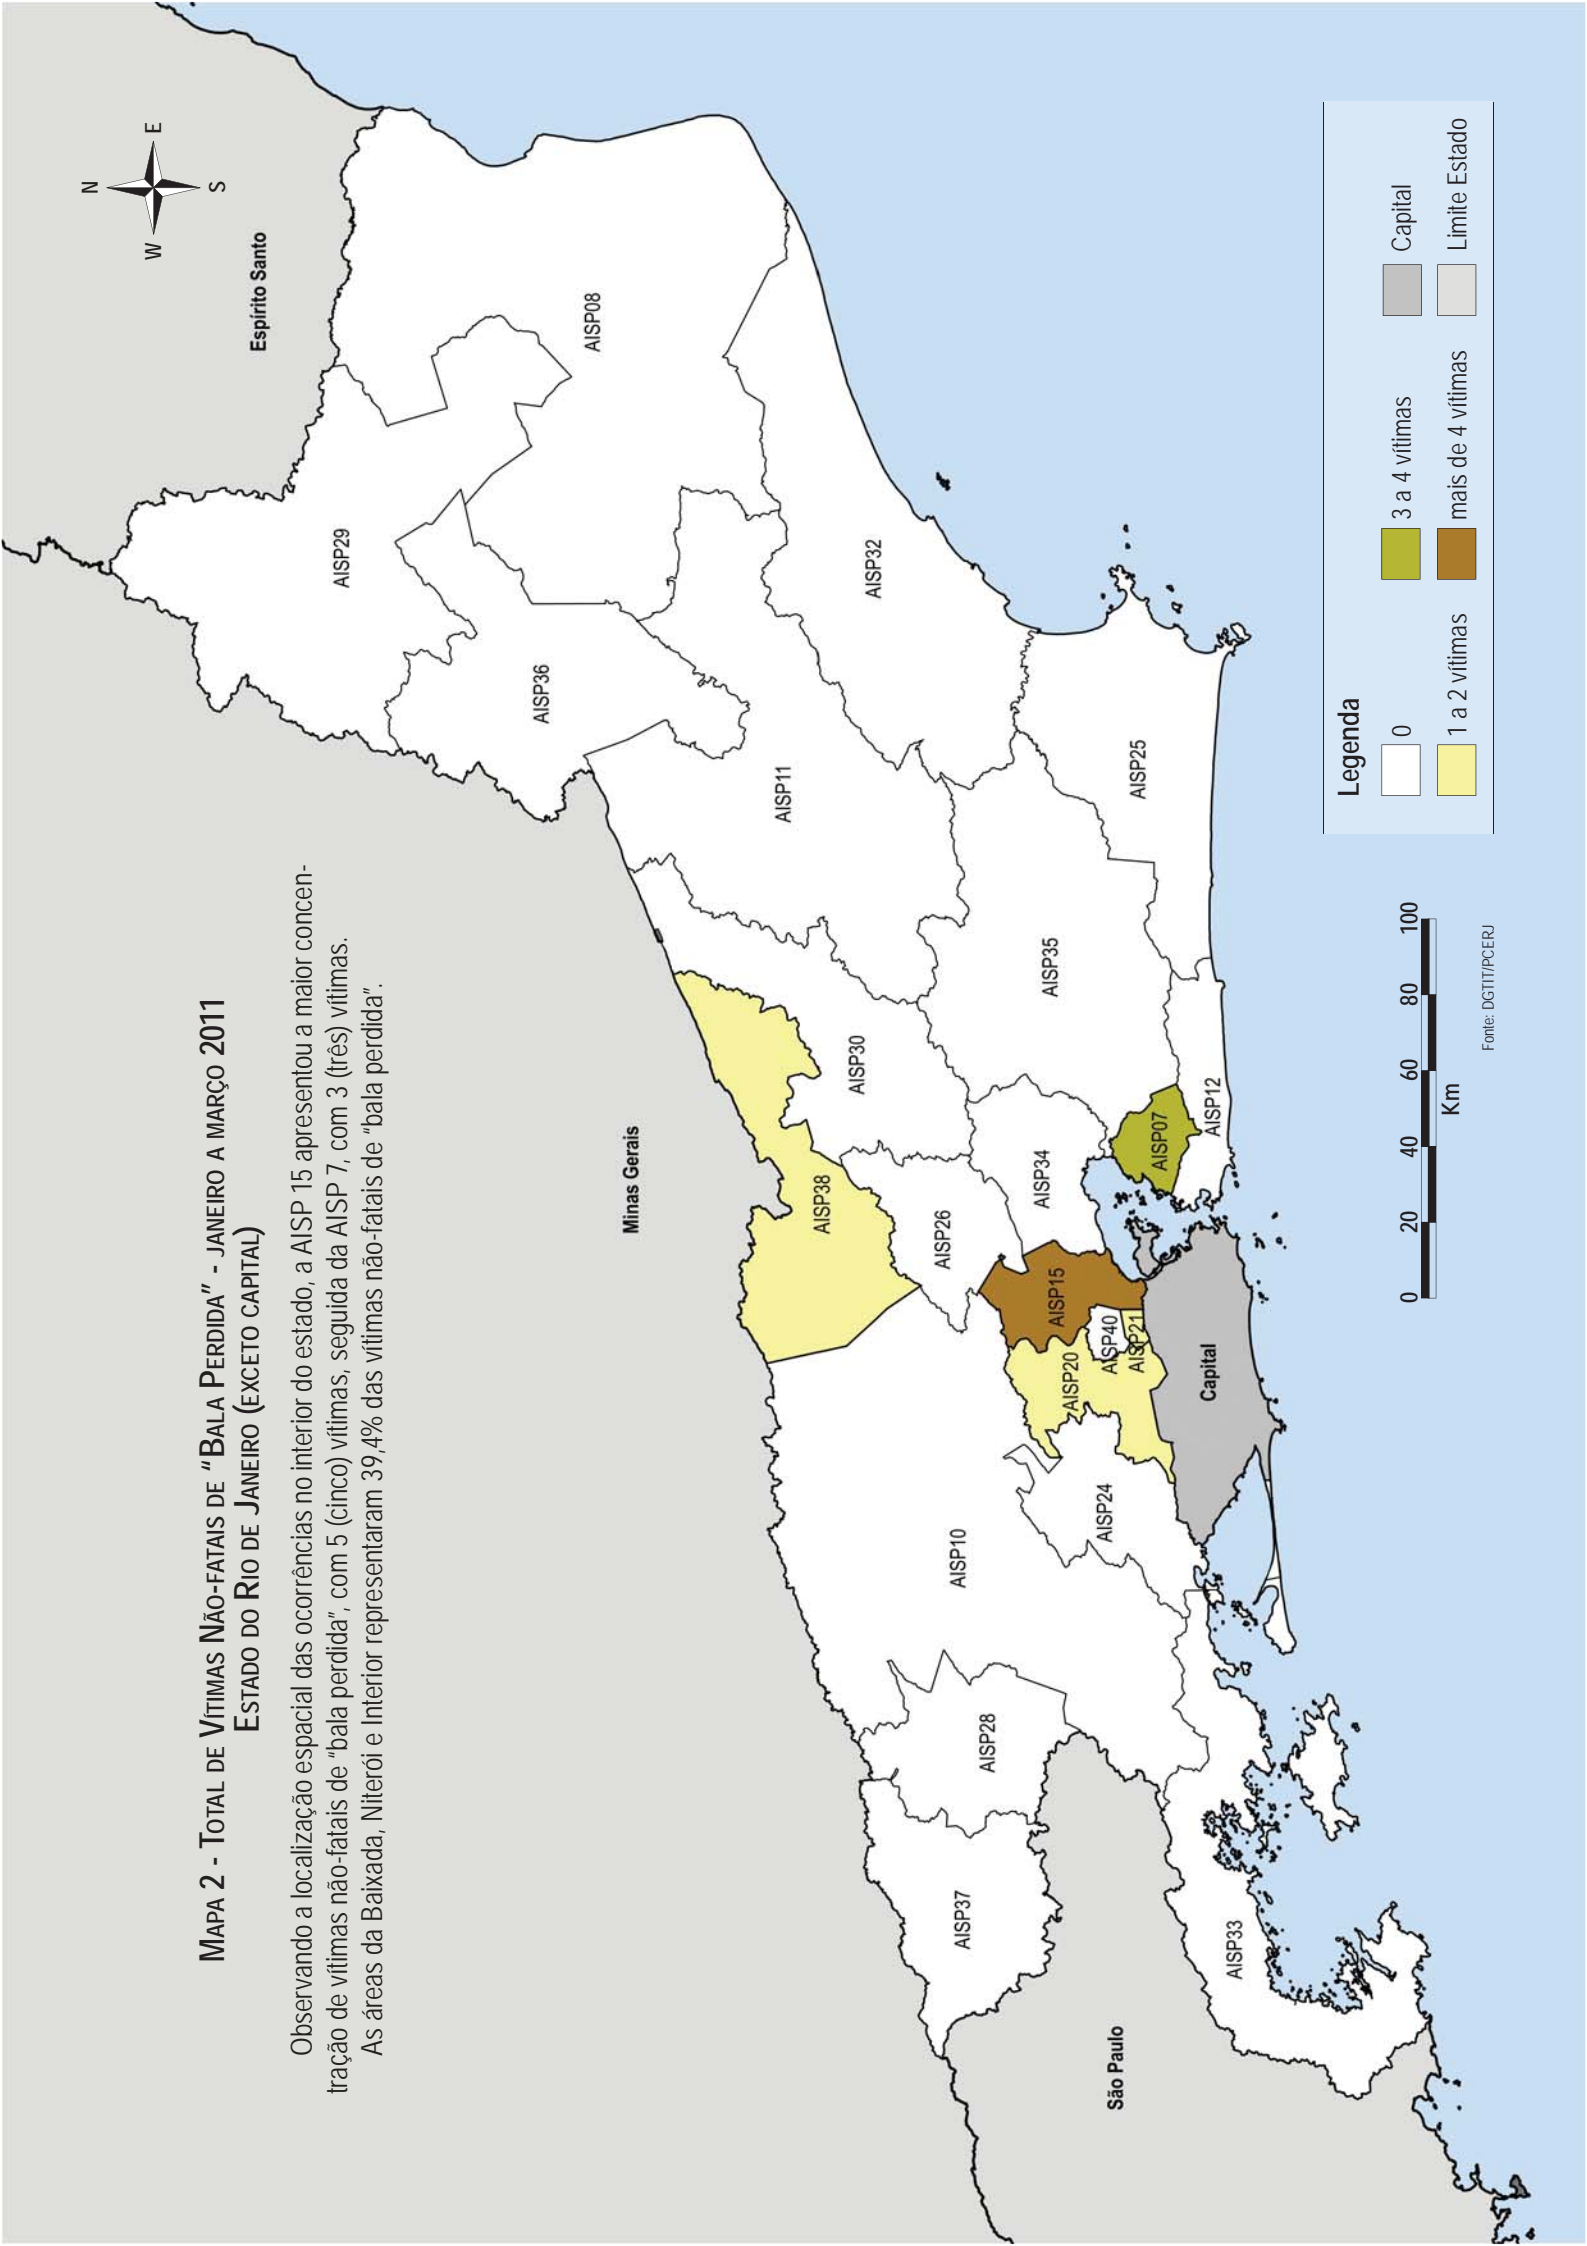 MAPA 2 - TOTAL DE VÍTIMAS NÃO-FATAIS DE "BALA PERDIDA" - JANEIRO A MARÇO 2011
ESTADO DO RIO DE JANEIRO (EXCETO CAPITAL)
Observando a localização espacial das ocorrências no interior do estado, a AISP 15 apresentou a maior concen-
tração de vítimas não-fatais de "bala perdida", com 5 (cinco) vítimas, seguida da AISP 7, com 3 (três) vítimas.
As áreas da Baixada, Niterói e Interior representaram 39,4% das vítimas não-fatais de "bala perdida".
N
W
E
S
Espírito Santo
Minas Gerais
São Paulo
AISP29
AISP08
AISP36
AISP32
AISP11
AISP25
AISP35
AISP30
AISP38
AISP26
AISP34
AISP07
AISP12
AISP15
AISP40
AISP21
AISP20
Capital
AISP24
AISP10
AISP28
AISP37
AISP33
Legenda
0
3 a 4 vítimas
Capital
1 a 2 vítimas
mais de 4 vítimas
Limite Estado
0 20 40 60 80 100
Km
Fonte: DGTIT/PCERJ